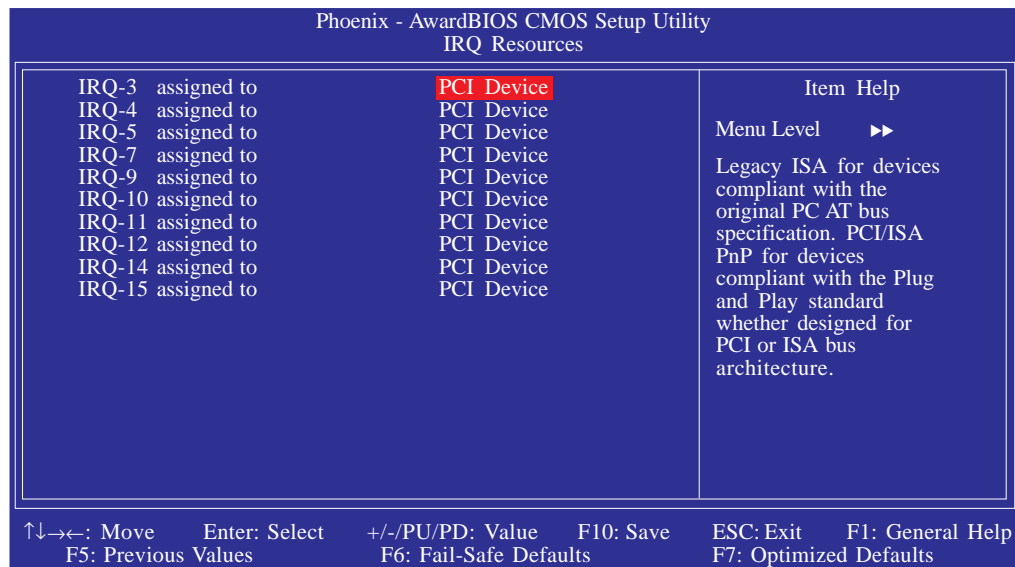 Phoenix - AwardBIOS CMOS Setup Utility
IRQ Resources
IRQ-3 assigned to PCI Device
IRQ-4 assigned to PCI Device
IRQ-5 assigned to PCI Device
IRQ-7 assigned to PCI Device
IRQ-9 assigned to PCI Device
IRQ-10 assigned to PCI Device
IRQ-11 assigned to PCI Device
IRQ-12 assigned to PCI Device
IRQ-14 assigned to PCI Device
IRQ-15 assigned to PCI Device
Item Help
Menu Level ▶▶
Legacy ISA for devices
compliant with the
original PC AT bus
specification. PCI/ISA
PnP for devices
compliant with the Plug
and Play standard
whether designed for
PCI or ISA bus
architecture.
↑↓→←: Move Enter: Select +/-/PU/PD: Value F10: Save ESC: Exit F1: General Help
F5: Previous Values F6: Fail-Safe Defaults F7: Optimized Defaults